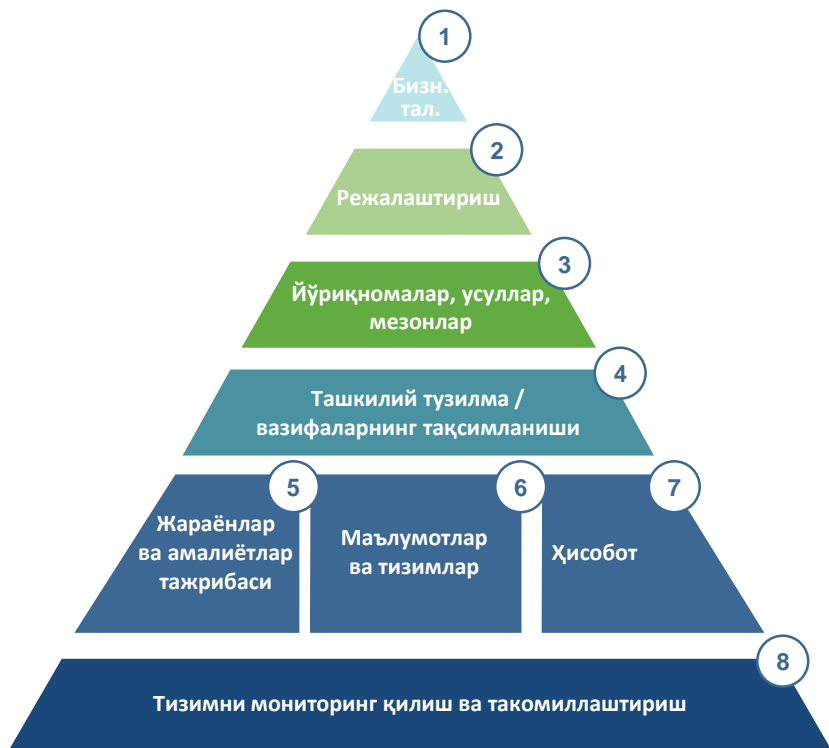 1
Бизн.
тал.
2
Режалаштириш
3
Йўриқномалар, усуллар,
мезонлар
4
Ташкилий тузилма /
вазифаларнинг тақсимланиши
5
Жараёнлар
ва амалиётлар
тажрибаси
6
Маълумотлар
ва тизимлар
7
Ҳисобот
8
Тизимни мониторинг қилиш ва такомиллаштириш